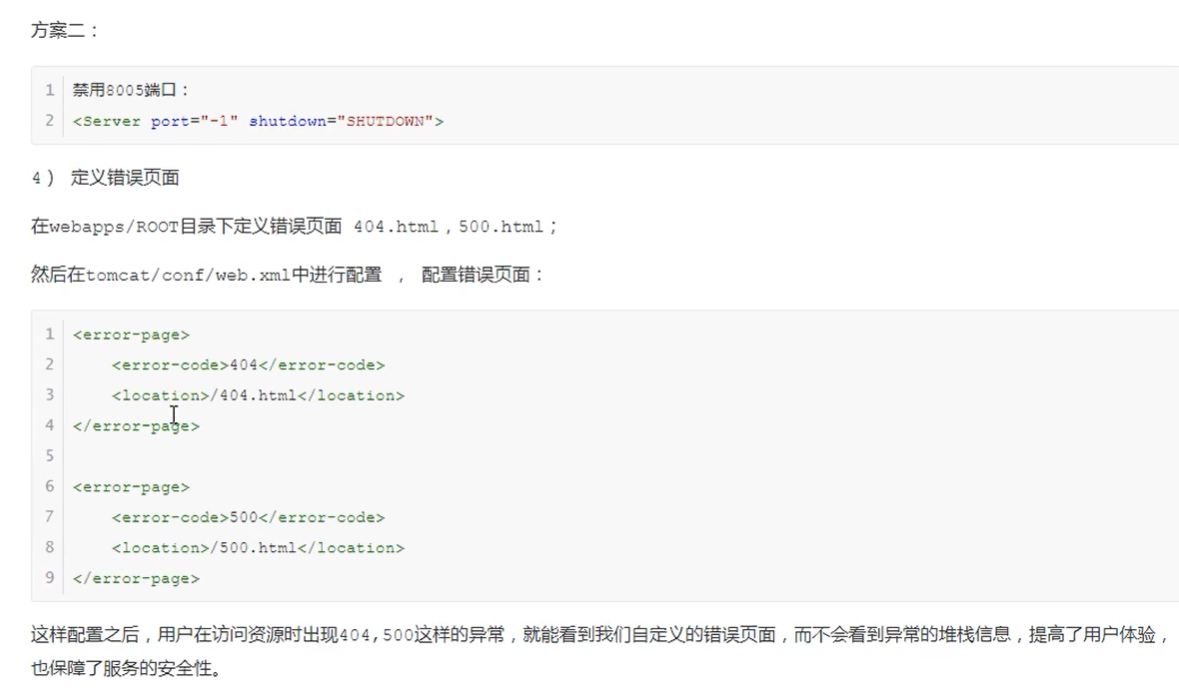 方案二：
1 禁用8005端口：
2 <Server port="-1" shutdown="SHUTDOWN">
4） 定义错误页面
在webapps/ROOT目录下定义错误页面 404.html，500.html；
然后在tomcat/conf/web.xml中进行配置 ， 配置错误页面：
1 <error-page>
2     <error-code>404</error-code>
3     <location>/404.html</location>
4 </error-page>
5
6 <error-page>
7     <error-code>500</error-code>
8     <location>/500.html</location>
9 </error-page>
这样配置之后，用户在访问资源时出现404,500这样的异常，就能看到我们自定义的错误页面，而不会看到异常的堆栈信息，提高了用户体验，
也保障了服务的安全性。